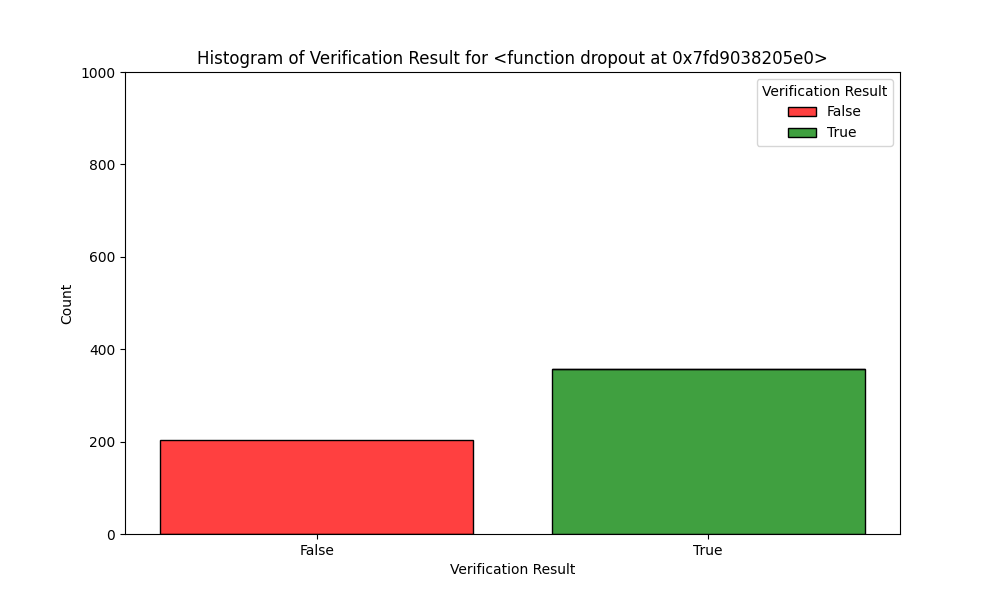 Histogram of Verification Result for <function dropout at 0x7fd9038205e0>
1000
800
600
400
200
0
Count
Verification Result
False
True
False
True
Verification Result